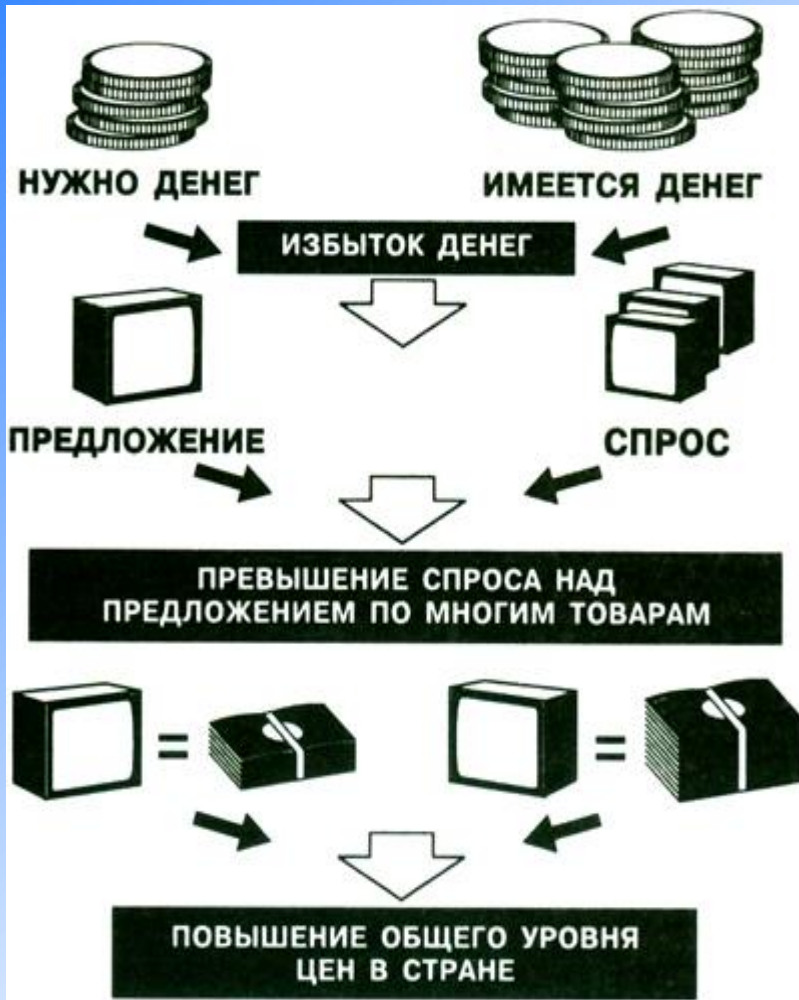 НУЖНО ДЕНЕГ
ИМЕЕТСЯ ДЕНЕГ
ИЗБЫТОК ДЕНЕГ
ПРЕДЛОЖЕНИЕ
СПРОС
ПРЕВЫШЕНИЕ СПРОСА НАД
ПРЕДЛОЖЕНИЕМ ПО МНОГИМ ТОВАРАМ
=
=
ПОВЫШЕНИЕ ОБЩЕГО УРОВНЯ
ЦЕН В СТРАНЕ